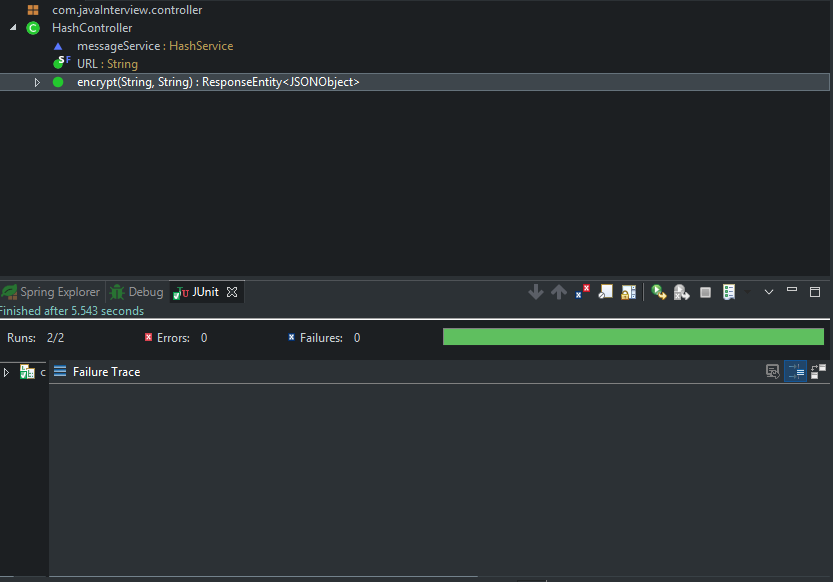 com.javaInterview.controller
HashController
messageService : HashService
URL : String
encrypt(String, String) : ResponseEntity<JSONObject>
Spring Explorer Debug JUnit
Finished after 5.543 seconds
Runs: 2/2 Errors: 0 Failures: 0
c Failure Trace